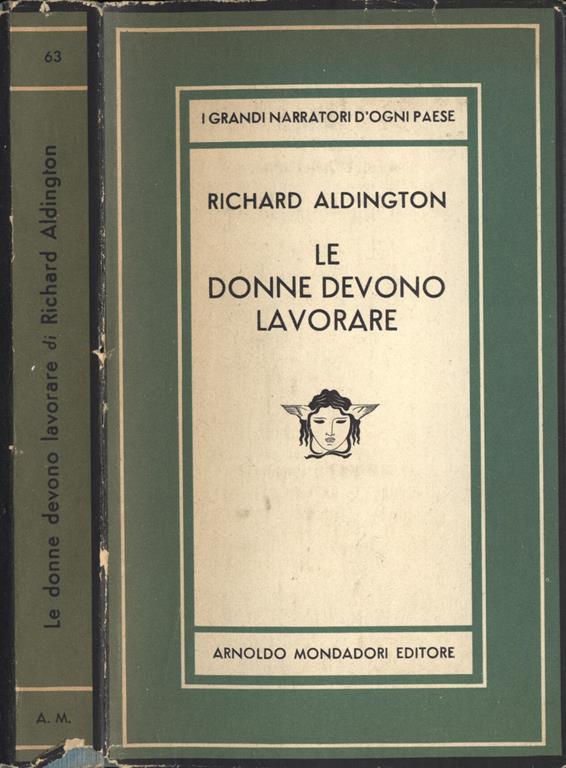 63
Le donne devono lavorare di Richard Aldington
A. M.
I GRANDI NARRATORI D'OGNI PAESE
RICHARD ALDINGTON
LE
DONNE DEVONO
LAVORARE
ARNOLDO MONDADORI EDITORE